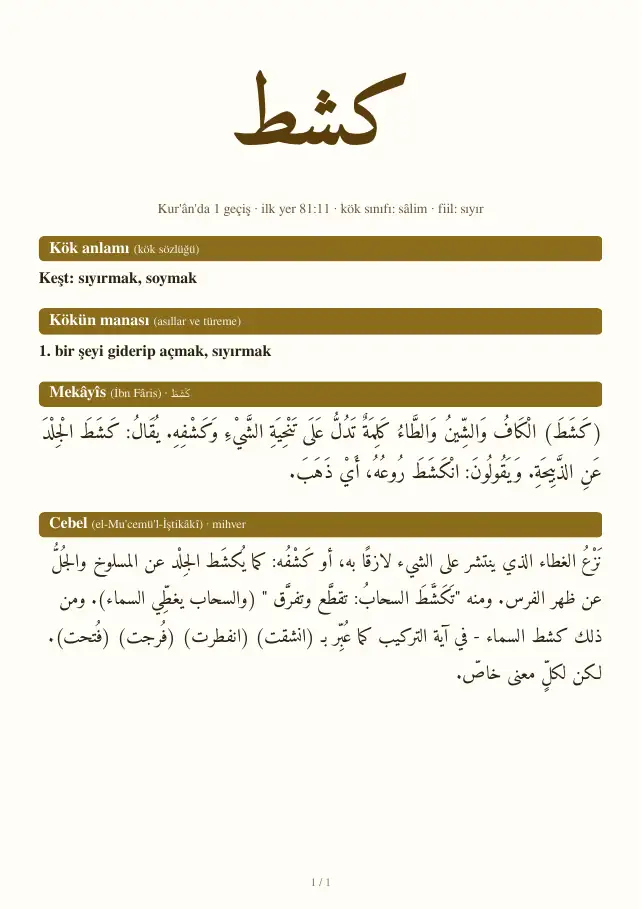 كشط
Kur'ân'da 1 geçiş · ilk yer 81:11 · kök sınıfı: sâlim · fiil: sıyır
Kök anlamı (kök sözlüğü)
Keşt: sıyırmak, soymak
Kökün manası (asıllar ve türeme)
1. bir şeyi giderip açmak, sıyırmak
Mekâyîs (İbn Fâris) · كَشَطَ
(كَشَطَ) الْكَافُ وَالشِّينُ وَالطَّاءُ كَلِمَةٌ تَدُلُّ عَلَى تَنْحِيَةِ الشَّيْءِ وَكَشْفِهِ. يُقَالُ: كَشَطَ الْجِلْدَ
عَنِ الذَّبِيحَةِ. وَيَقُولُونَ: انْكَشَطَ رُوعُهُ، أَيْ ذَهَبَ.
Cebel (el-Mu'cemü'l-İştikâkî) · mihver
نَزْعُ الغطاء الذي ينتشر على الشيء لازقًا به، أو كَشْفُه: كما يُكشَط الجِلْد عن المسلوخ والجُلُّ
عن ظهر الفرس. ومنه "تَكَشَّطَ السحابُ: تقطَّع وتفرَّق " (والسحاب يغطِّي السماء). ومن
ذلك كشط السماء - في آية التركيب كما عُبِّر بـ (انشقت) (انفطرت) (فُرجت) (فُتحت).
لكن لكلٍّ معنى خاصّ.
1 / 1